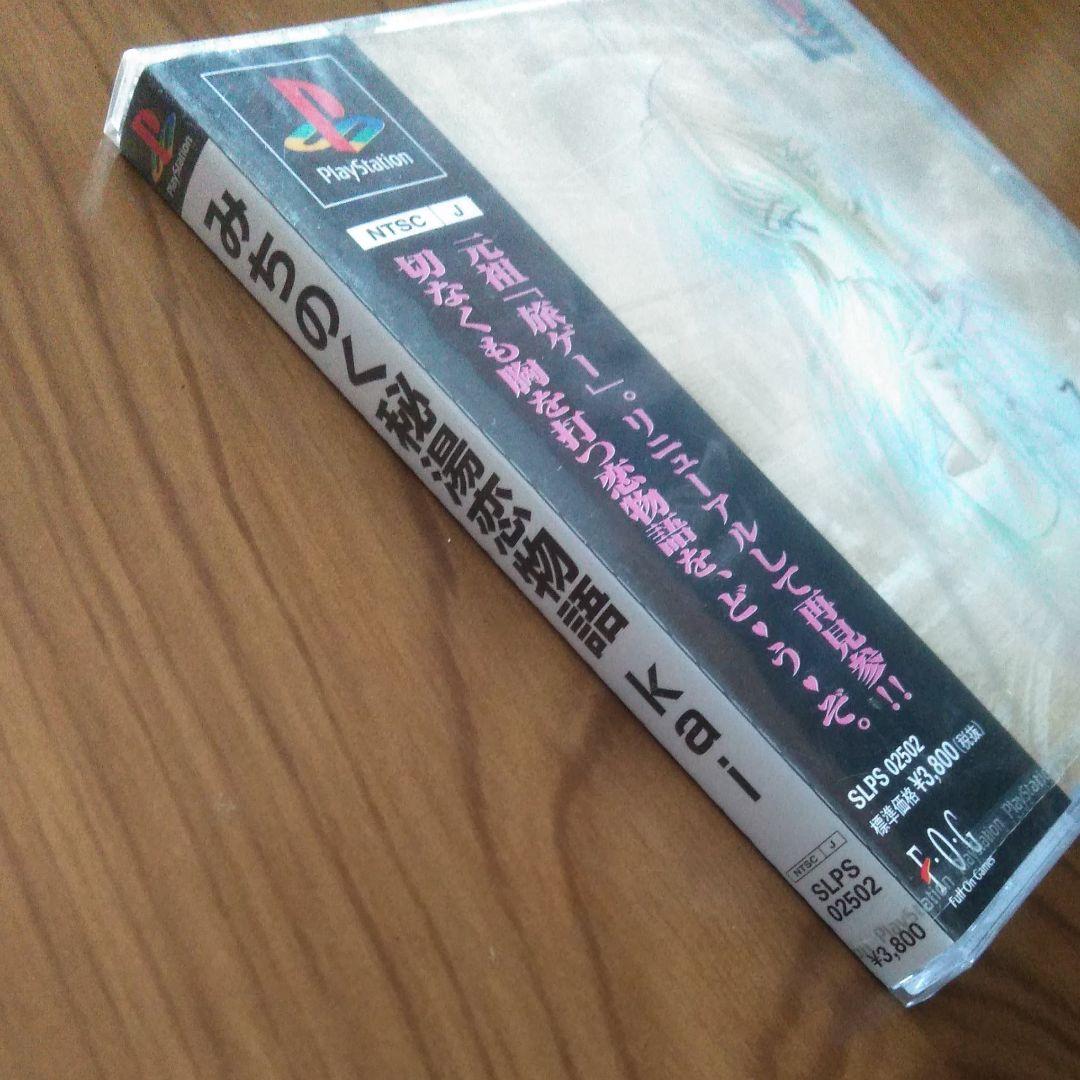 PlayStation
みちのく秘湯恋物語 kai
NTSC J
SLPS
02502
¥3,800
PlayStation
NTSC J
元祖「旅ゲー」。リニューアルして再見参!!
切なくも胸を打つ恋物語を、ど♥う♥ぞ。
SLPS 02502
標準価格 ¥3,800(税抜)
F.O.G
Full-On Games